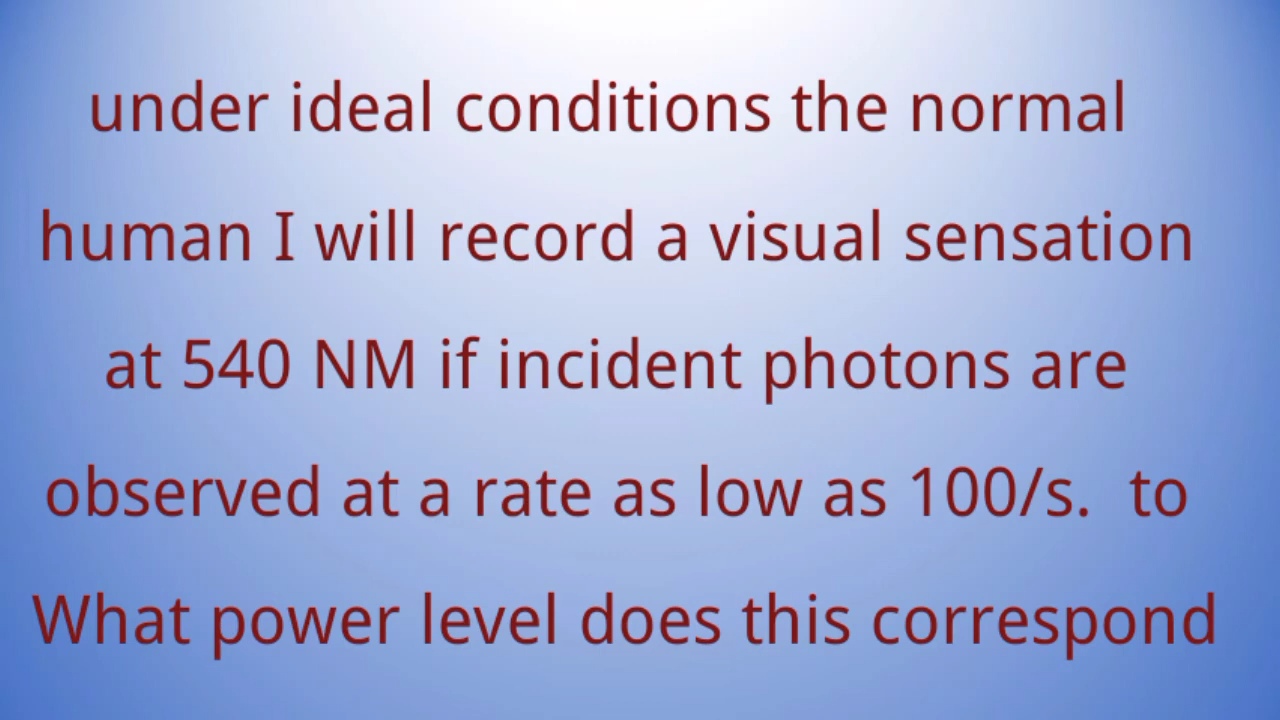 under ideal conditions the normal
human I will record a visual sensation
at 540 NM if incident photons are
observed at a rate as low as 100/s.  to
What power level does this correspond